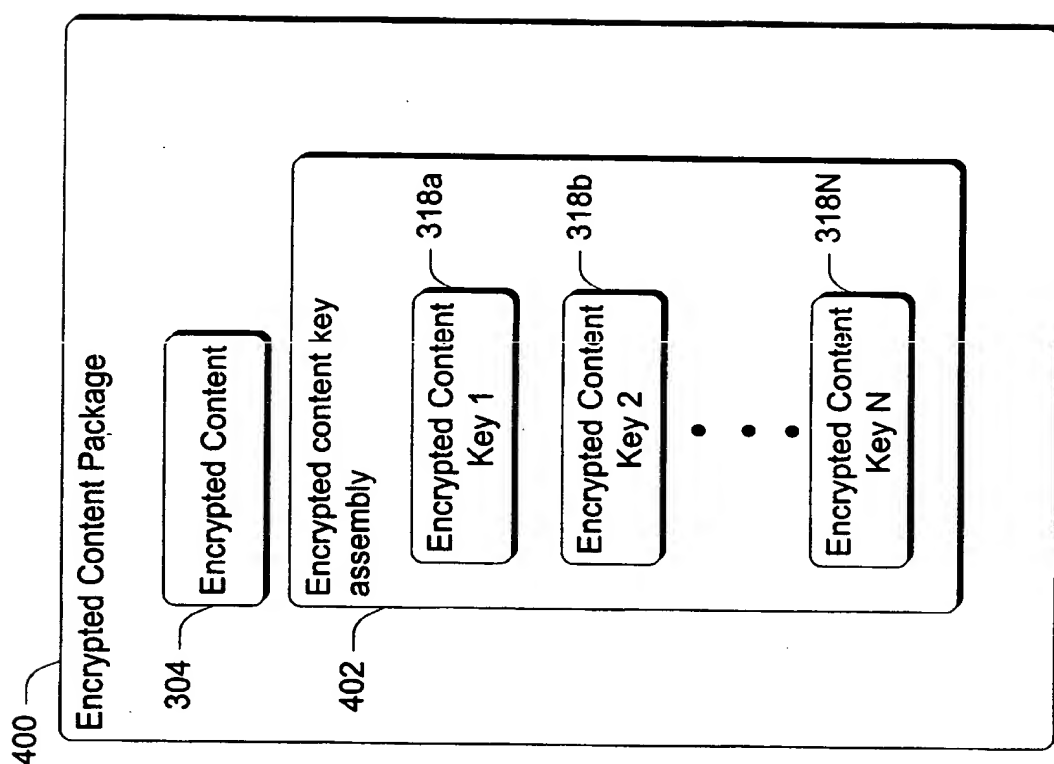 400
Encrypted Content Package
304
Encrypted Content
402
Encrypted content key
assembly
Encrypted Content
Key 1
318a
Encrypted Content
Key 2
318b
Encrypted Content
Key N
318N